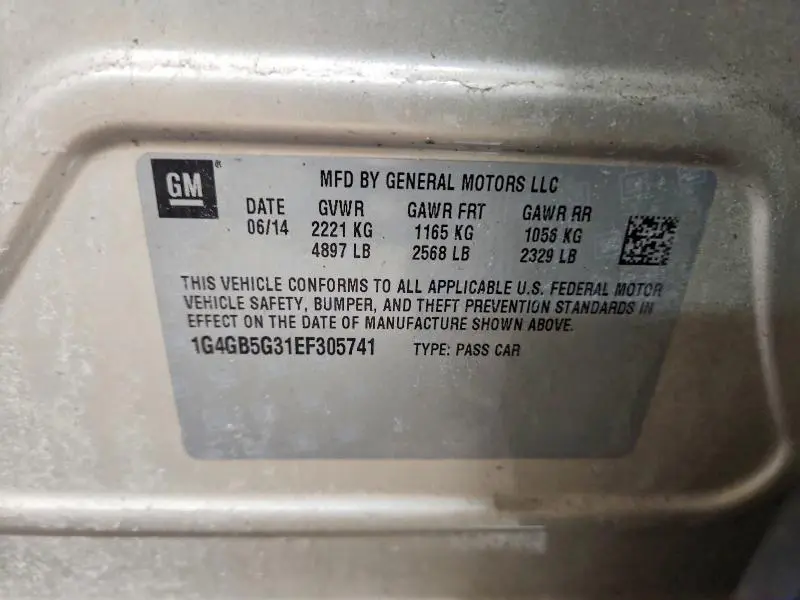 GM® MFD BY GENERAL MOTORS LLC
DATE GVWR GAWR FRT GAWR RR
06/14 2221 KG 1165 KG 1056 KG
4897 LB 2568 LB 2329 LB
THIS VEHICLE CONFORMS TO ALL APPLICABLE U.S. FEDERAL MOTOR
VEHICLE SAFETY, BUMPER, AND THEFT PREVENTION STANDARDS IN
EFFECT ON THE DATE OF MANUFACTURE SHOWN ABOVE.
1G4GB5G31EF305741 TYPE: PASS CAR